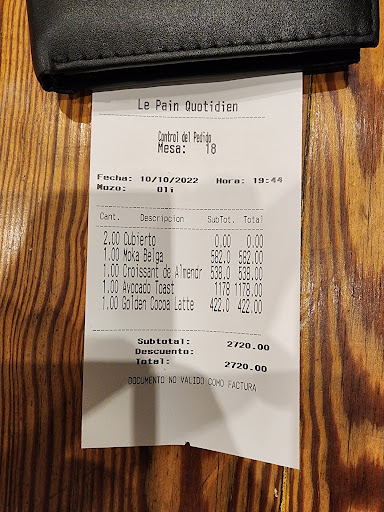 Le Pain Quotidien
Control del Pedido
Mesa: 18
Fecha: 10/10/2022 Hora: 19:44
Mozo: Oli
Cant. Descripcion SubTot. Total
2.00 Cubierto 0.00 0.00
1.00 Moka Belga 582.0 582.00
1.00 Croissant de Almendr 538.0 538.00
1.00 Avocado Toast 1178 1178.00
1.00 Golden Cocoa Latte 422.0 422.00
Subtotal: 2720.00
Descuento:
Total: 2720.00
DOCUMENTO NO VALIDO COMO FACTURA